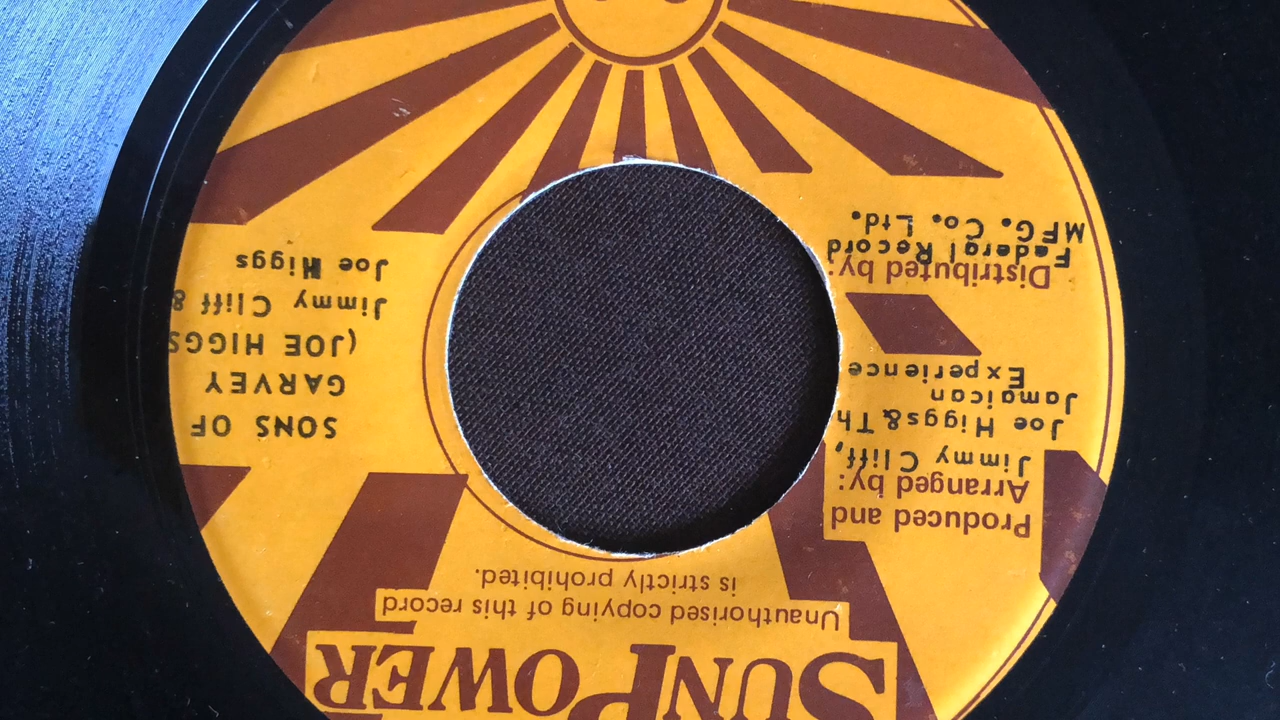 SUNPOWER
Unauthorised copying of this record
is strictly prohibited.
Produced and
Arranged by:
Jimmy Cliff,
Joe Higgs& Th
Jamaican
Experience
Distributed by:
Federal Record
MFG. Co. Ltd.
SONS OF
GARVEY
(JOE HIGGS
Jimmy Cliff &
Joe Higgs